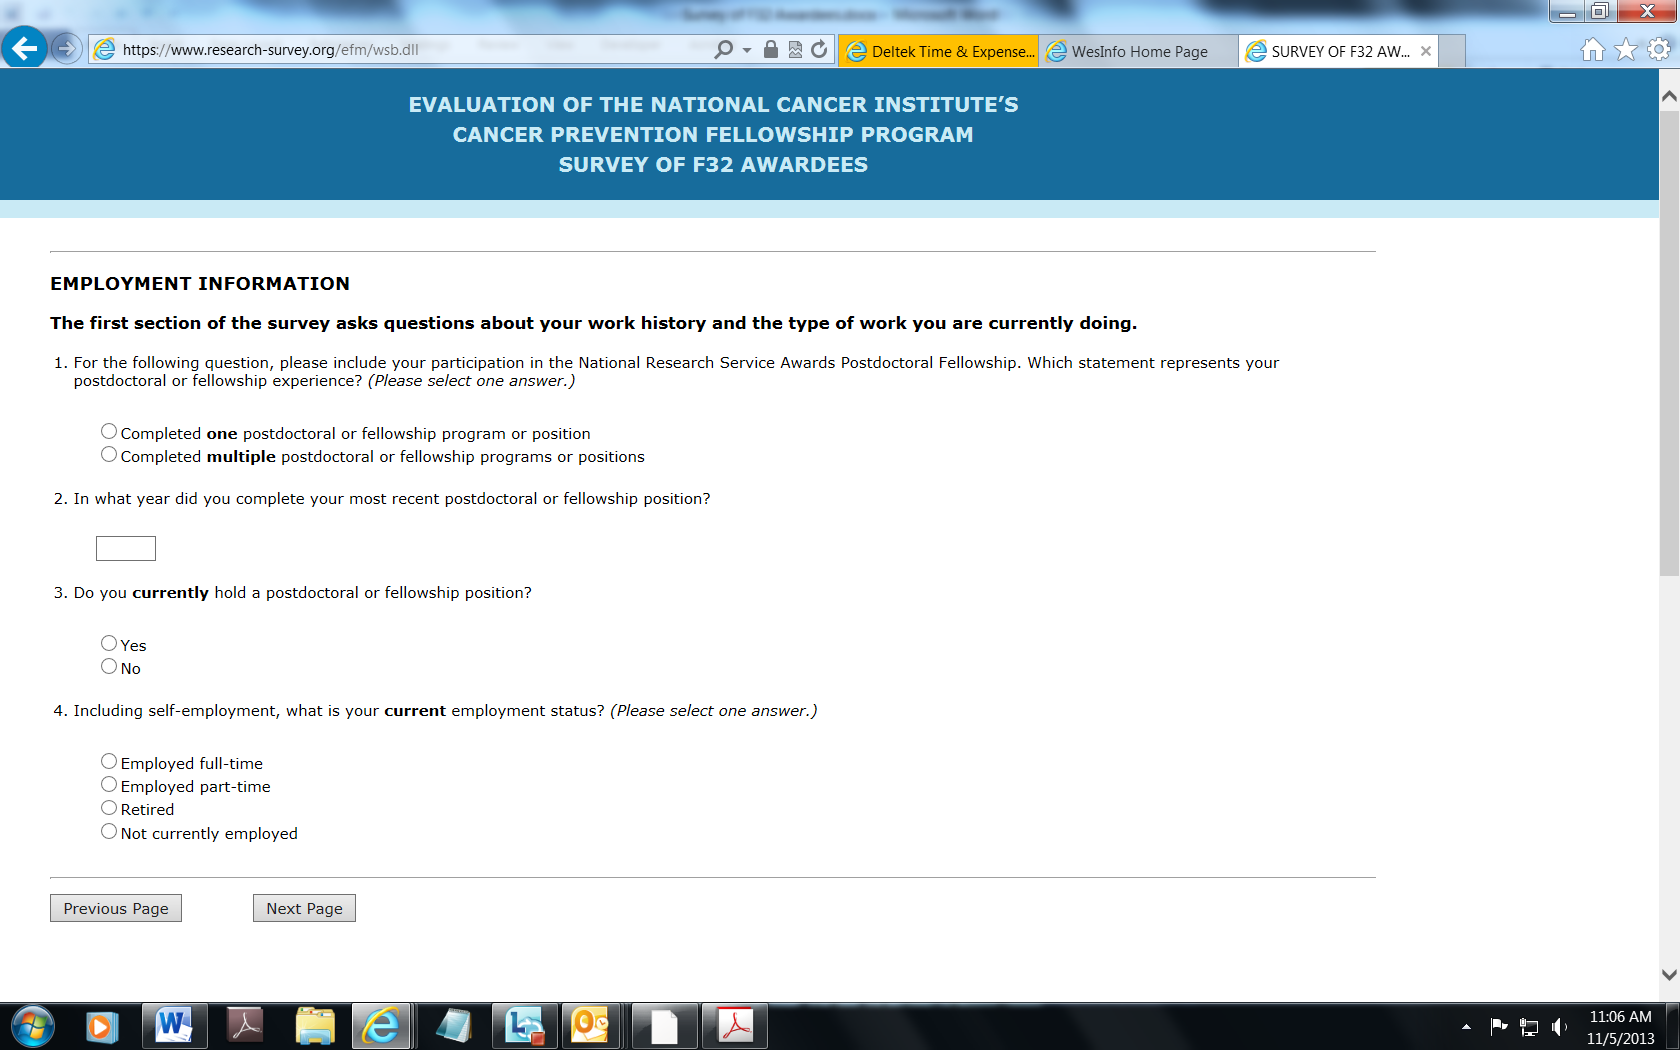 https://www.research-survey.org/efm/wsb.dll
Deltek Time & Expense...
WesInfo Home Page
SURVEY OF F32 AW...
EVALUATION OF THE NATIONAL CANCER INSTITUTE’S
CANCER PREVENTION FELLOWSHIP PROGRAM
SURVEY OF F32 AWARDEES
EMPLOYMENT INFORMATION
The first section of the survey asks questions about your work history and the type of work you are currently doing.
1. For the following question, please include your participation in the National Research Service Awards Postdoctoral Fellowship. Which statement represents your
postdoctoral or fellowship experience? (Please select one answer.)
Completed one postdoctoral or fellowship program or position
Completed multiple postdoctoral or fellowship programs or positions
2. In what year did you complete your most recent postdoctoral or fellowship position?
3. Do you currently hold a postdoctoral or fellowship position?
Yes
No
4. Including self-employment, what is your current employment status? (Please select one answer.)
Employed full-time
Employed part-time
Retired
Not currently employed
Previous Page
Next Page
11:06 AM
11/5/2013